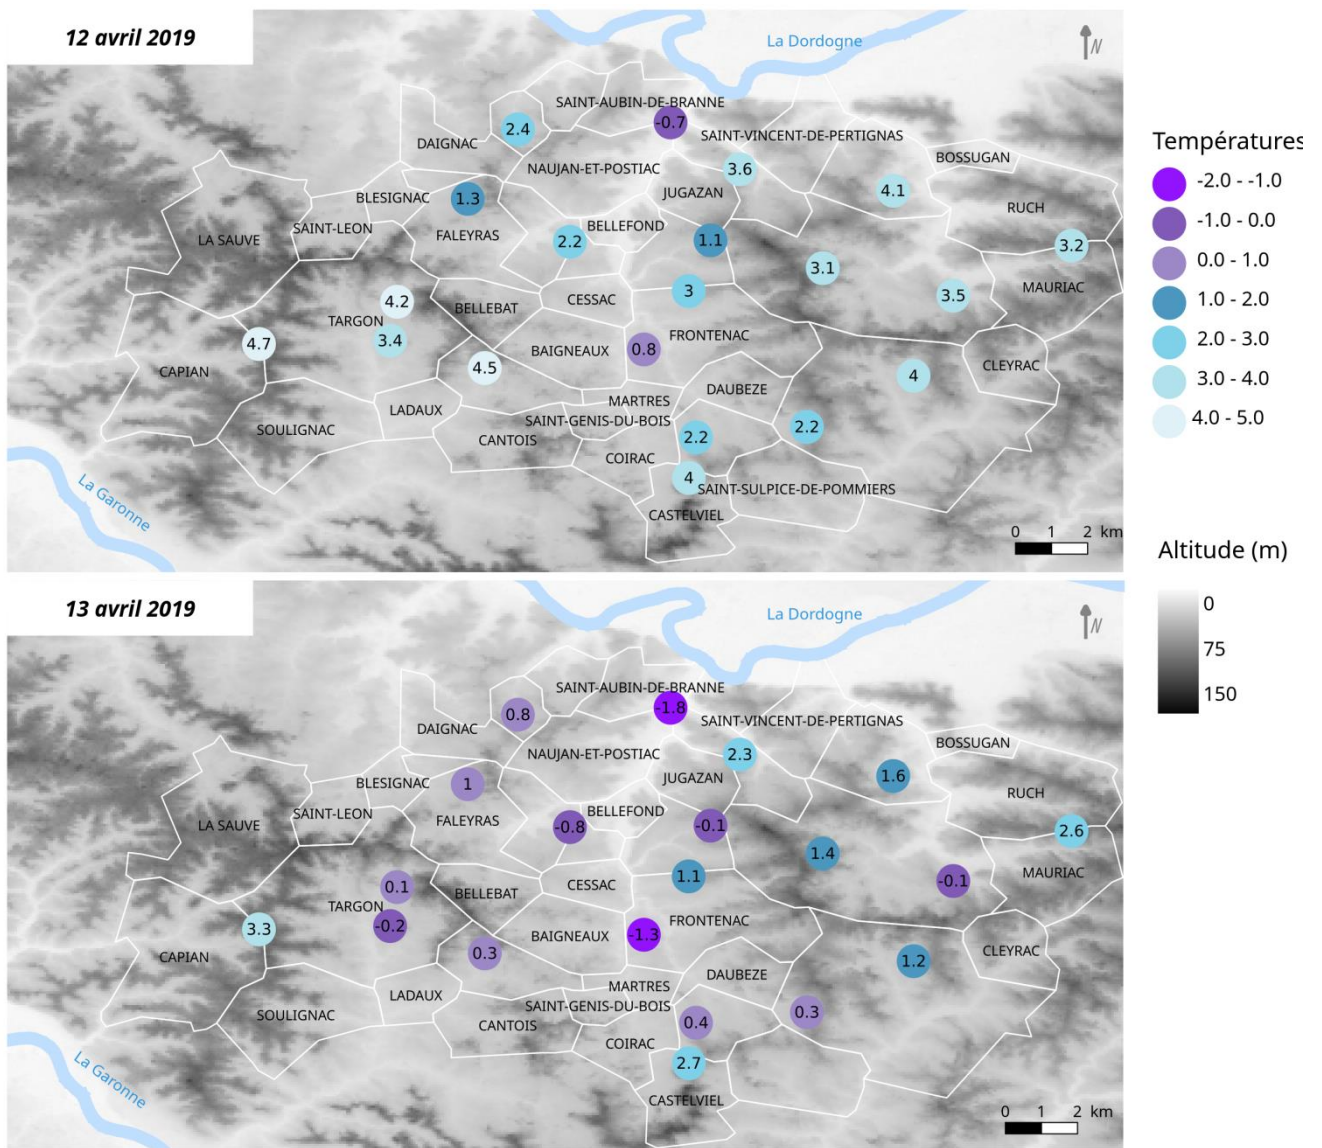 12 avril 2019
La Dordogne
N
SAINT-AUBIN-DE-BRANNE
2.4
-0.7
SAINT-VINCENT-DE-PERTIGNAS
DAIGNAC
BOSSUGAN
NAUJAN-ET-POSTIAC
3.6
JUGAZAN
4.1
BLESIGNAC
1.3
RUCH
SAINT-LEON
BELLEFOND
LA SAUVE
FALEYRAS
2.2
1.1
3.2
3.1
MAURIAC
4.2
BELLEBAT
CESSAC
3
3.5
TARGON
3.4
FRONTENAC
4.7
BAIGNEAUX
0.8
CAPIAN
4.5
CLEYRAC
4
DAUBEZE
LADAUX
MARTRES
SAINT-GENIS-DU-BOIS
SOULIGNAC
CANTOIS
2.2
2.2
COIRAC
4
SAINT-SULPICE-DE-POMMIERS
La Garonne
CASTELVIEL
0 1 2 km
Températures
-2.0 - -1.0
-1.0 - 0.0
0.0 - 1.0
1.0 - 2.0
2.0 - 3.0
3.0 - 4.0
4.0 - 5.0
Altitude (m)
0
75
150
13 avril 2019
La Dordogne
N
SAINT-AUBIN-DE-BRANNE
0.8
-1.8
SAINT-VINCENT-DE-PERTIGNAS
DAIGNAC
BOSSUGAN
NAUJAN-ET-POSTIAC
2.3
JUGAZAN
1.6
BLESIGNAC
1
RUCH
SAINT-LEON
BELLEFOND
LA SAUVE
FALEYRAS
-0.8
-0.1
2.6
1.4
MAURIAC
0.1
BELLEBAT
CESSAC
1.1
-0.1
TARGON
-0.2
FRONTENAC
3.3
BAIGNEAUX
-1.3
CAPIAN
0.3
CLEYRAC
1.2
DAUBEZE
LADAUX
MARTRES
SAINT-GENIS-DU-BOIS
SOULIGNAC
CANTOIS
0.4
0.3
COIRAC
2.7
La Garonne
CASTELVIEL
0 1 2 km